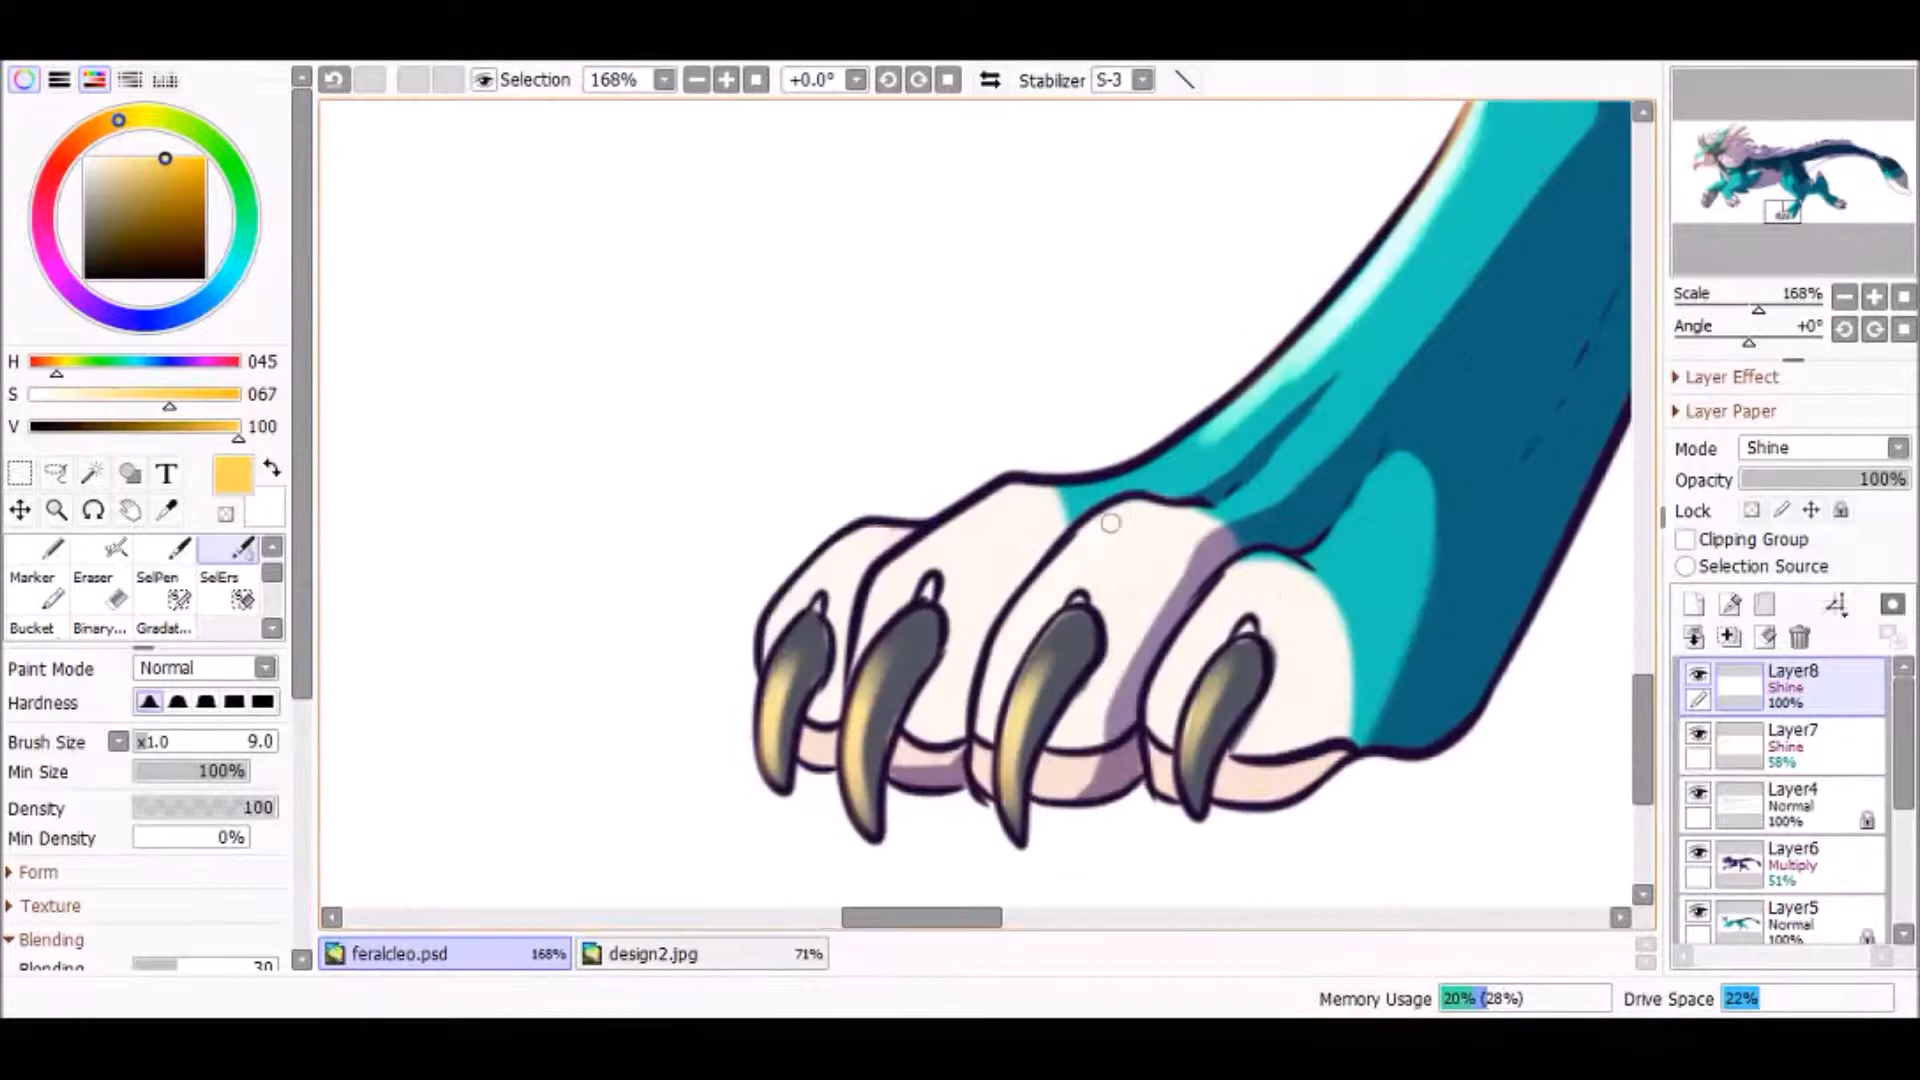 Selection 168% +0.0° Stabilizer S-3
H 045
S 067
V 100
T
Marker Eraser SelPen SelErs
Bucket Binary... Gradat...
Paint Mode Normal
Hardness
Brush Size x1.0 9.0
Min Size 100%
Density 100
Min Density 0%
Form
Texture
Blending
Blending 30
feralcleo.psd 168% design2.jpg 71%
Scale 168%
Angle +0°
Layer Effect
Layer Paper
Mode Shine
Opacity 100%
Lock
Clipping Group
Selection Source
Layer8
Shine
100%
Layer7
Shine
58%
Layer4
Normal
100%
Layer6
Multiply
51%
Layer5
Normal
100%
Memory Usage 20% (28%) Drive Space 22%